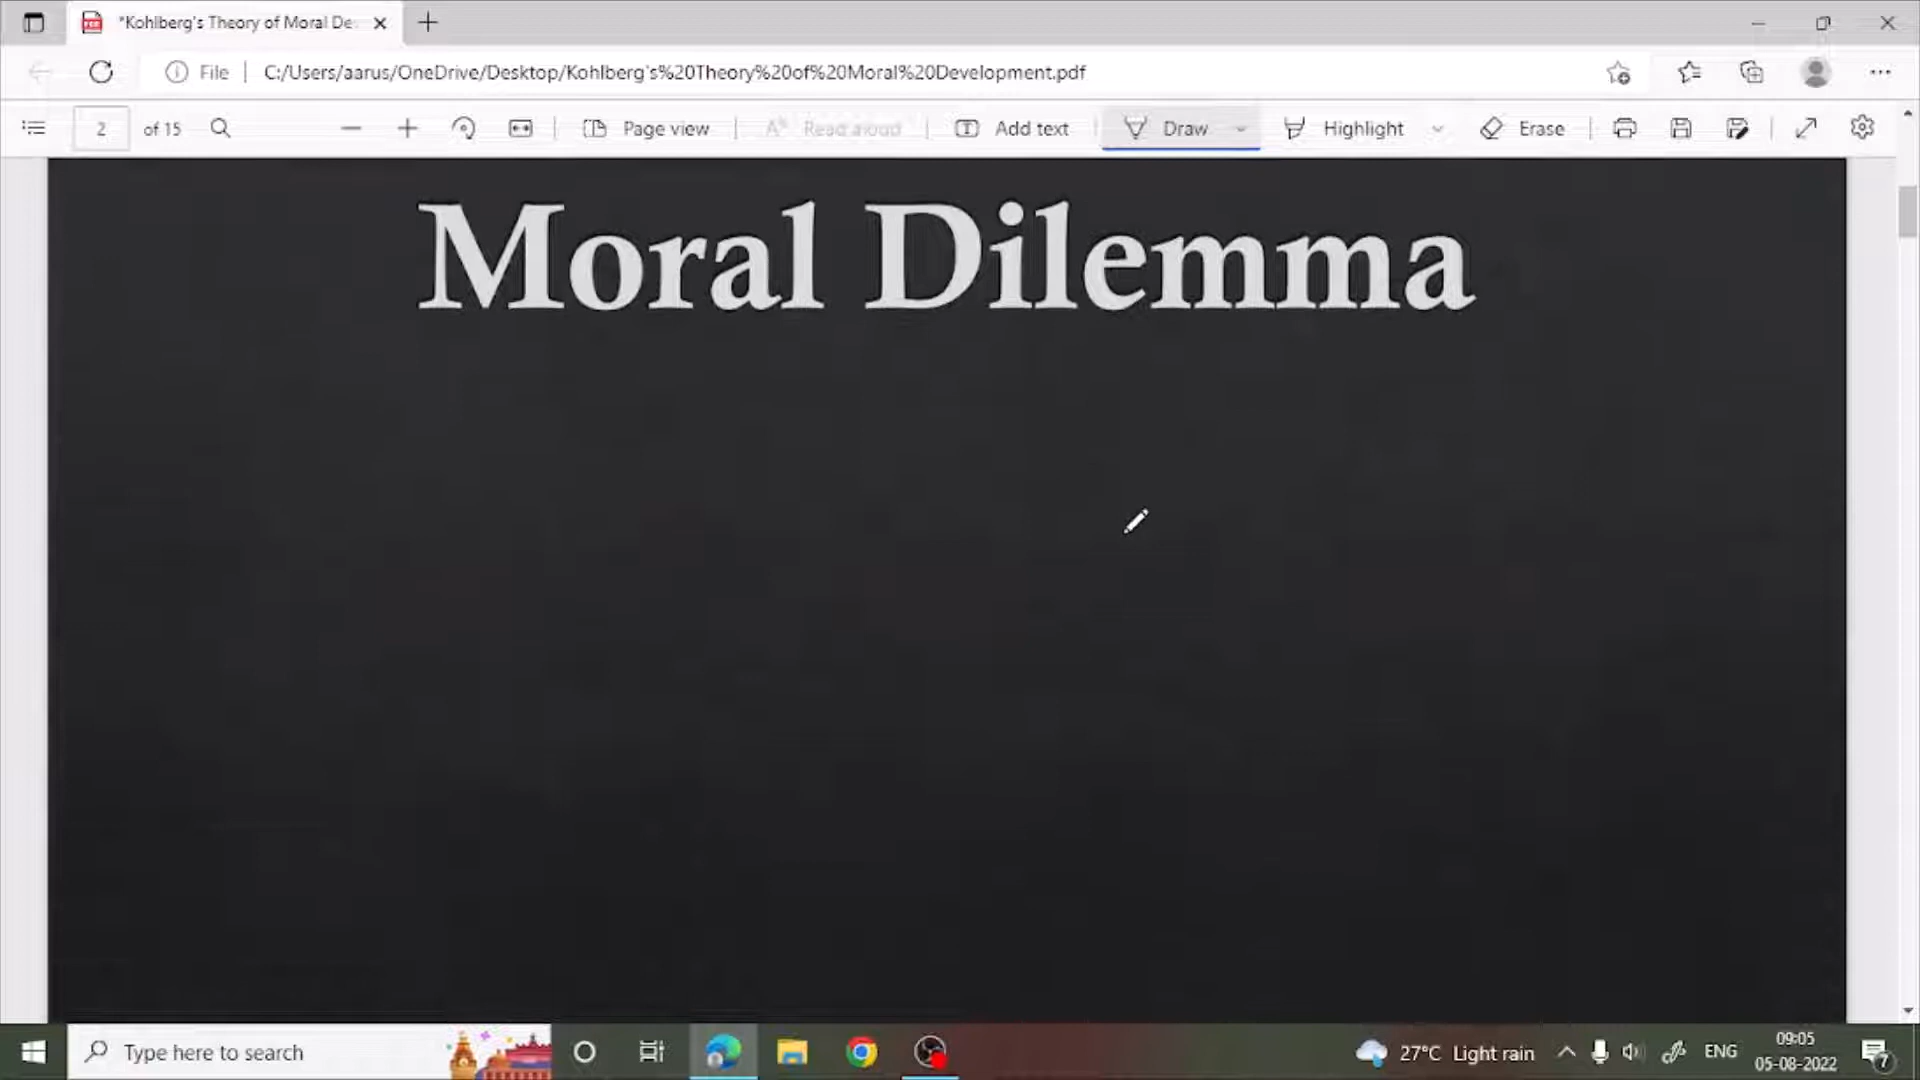 *Kohlberg's Theory of Moral De
File
C:/Users/aarus/OneDrive/Desktop/Kohlberg's%20Theory%20of%20Moral%20Development.pdf
2 of 15
Page view
Read aloud
Add text
Draw
Highlight
Erase
Moral Dilemma
Type here to search
27°C Light rain
ENG
09:05
05-08-2022
7